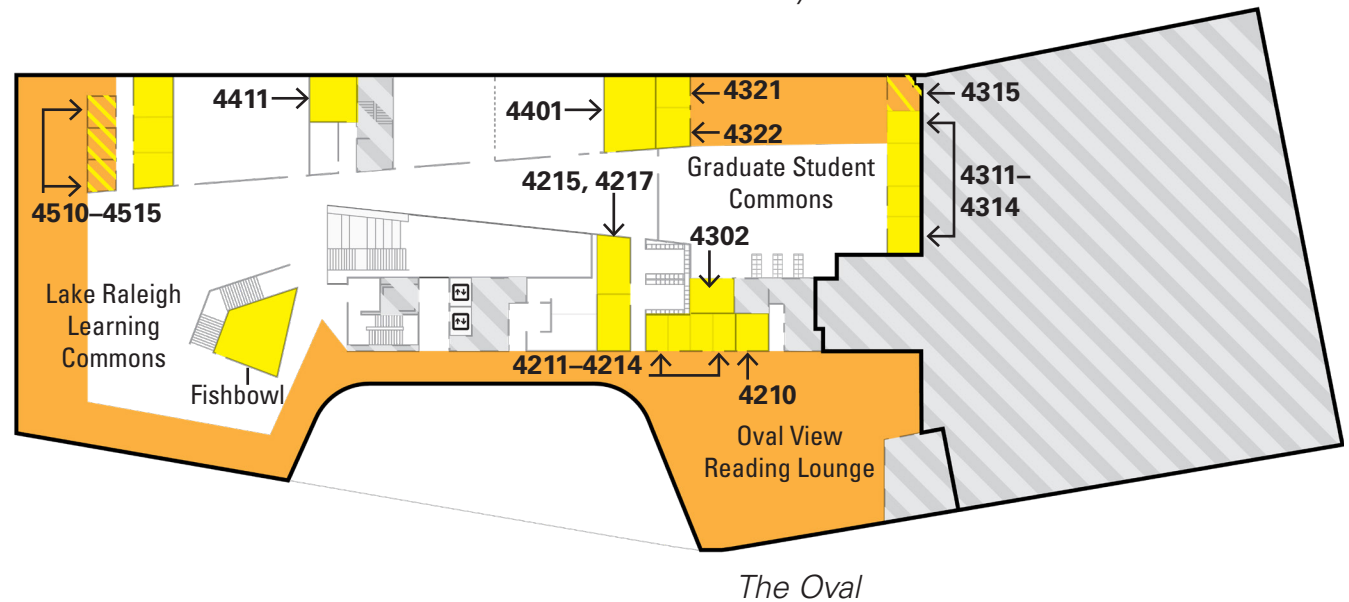 4411
4401
4321
4322
4315
4311–
4314
Graduate Student
Commons
4215, 4217
4510–4515
4302
Lake Raleigh
Learning
Commons
Fishbowl
4211–4214
4210
Oval View
Reading Lounge
The Oval